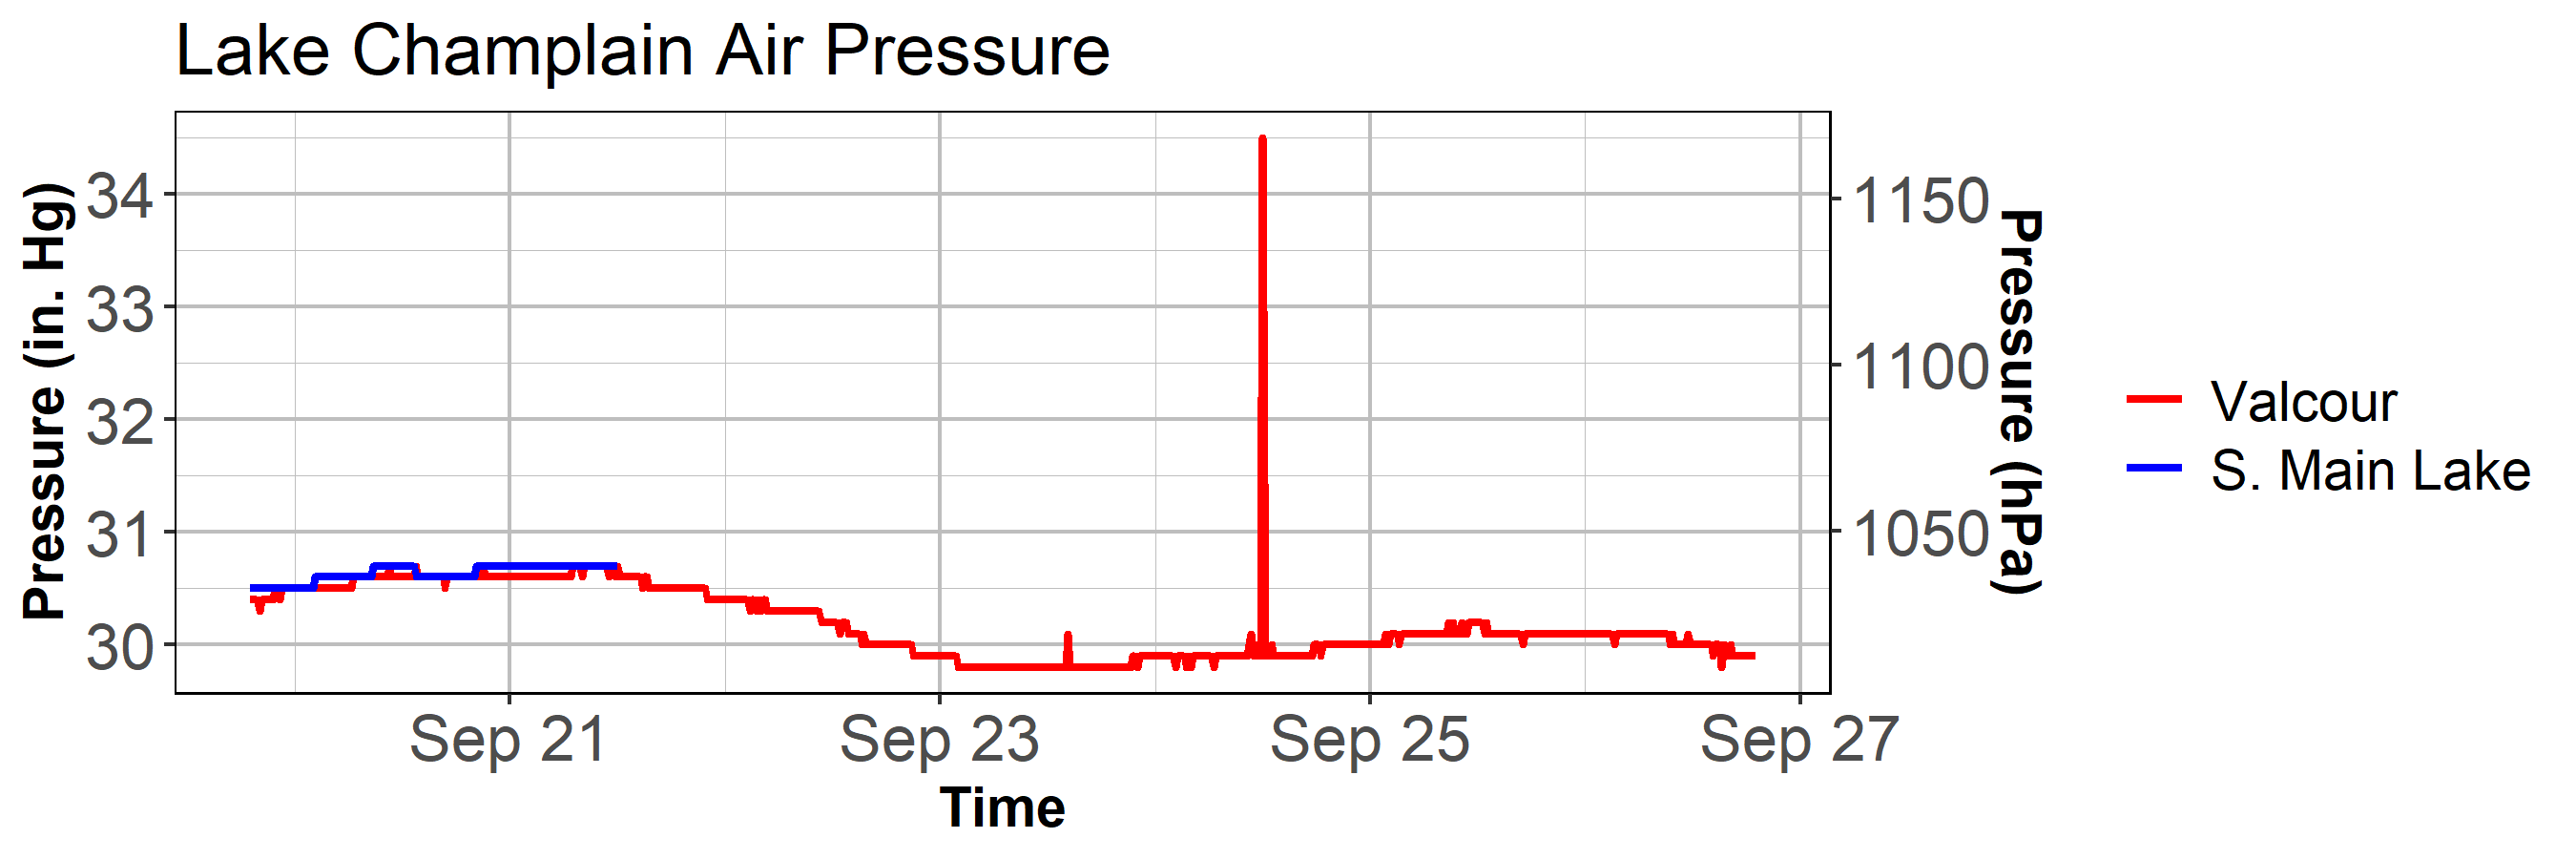 Lake Champlain Air Pressure
Pressure (in. Hg)
34
33
32
31
30
1150
1100
1050
Pressure (hPa)
Valcour
S. Main Lake
Sep 21
Sep 23
Sep 25
Sep 27
Time